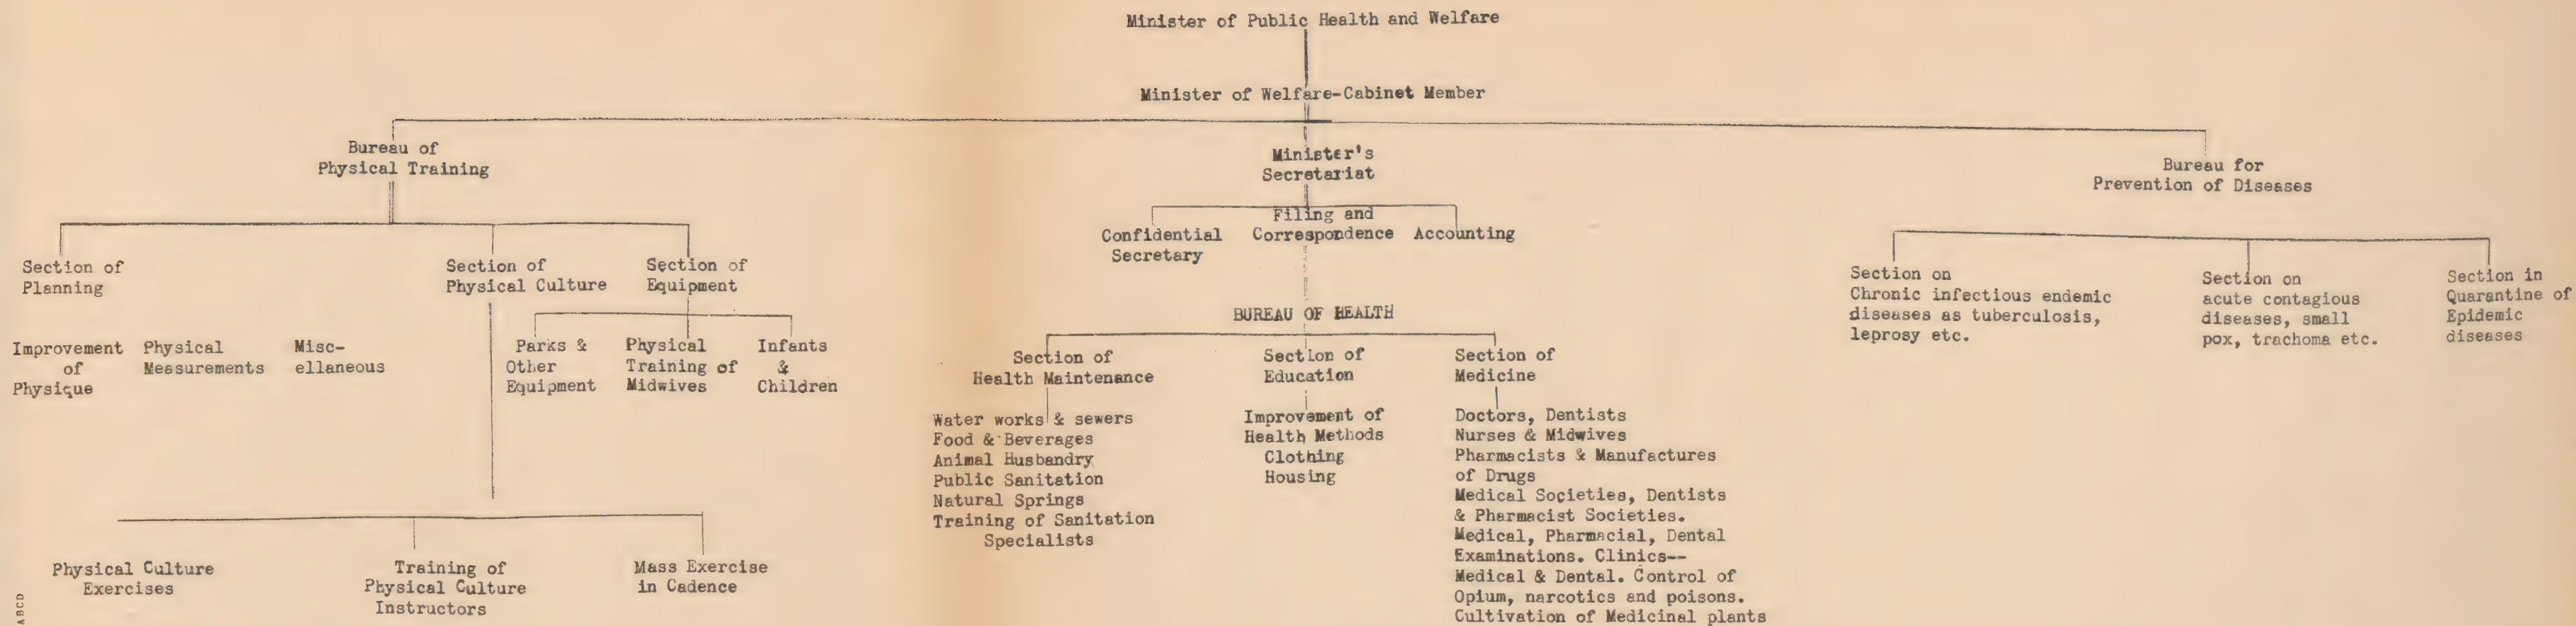 Minister of Public Health and Welfare
Minister of Welfare-Cabinet Member
Bureau of
Physical Training
Minister's
Secretariat
Bureau for
Prevention of Diseases
Section of
Planning
Section of
Physical Culture
Section of
Equipment
Improvement
of
Physique
Physical
Measurements
Misc-
ellaneous
Parks &
Other
Equipment
Physical
Training of
Midwives
Infants
&
Children
Physical Culture
Exercises
Training of
Physical Culture
Instructors
Mass Exercise
in Cadence
Confidential
Secretary
Filing and
Correspondence
Accounting
BUREAU OF HEALTH
Section of
Health Maintenance
Water works & sewers
Food & Beverages
Animal Husbandry
Public Sanitation
Natural Springs
Training of Sanitation
Specialists
Section of
Education
Improvement of
Health Methods
Clothing
Housing
Section of
Medicine
Doctors, Dentists
Nurses & Midwives
Pharmacists & Manufactures
of Drugs
Medical Societies, Dentists
& Pharmacist Societies.
Medical, Pharmacial, Dental
Examinations. Clinics--
Medical & Dental. Control of
Opium, narcotics and poisons.
Cultivation of Medicinal plants
Section on
Chronic infectious endemic
diseases as tuberculosis,
leprosy etc.
Section on
acute contagious
diseases, small
pox, trachoma etc.
Section in
Quarantine of
Epidemic
diseases
ABCD